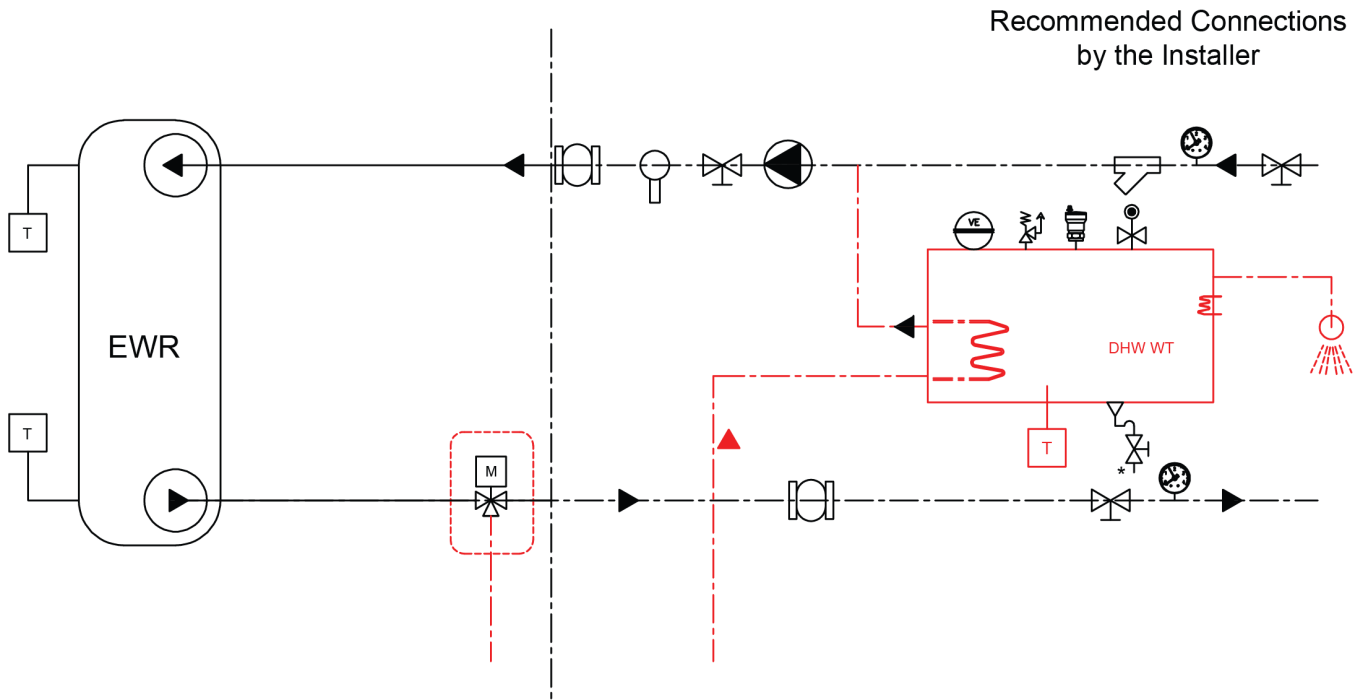 Recommended Connections
by the Installer
VE
T
EWR
DHW WT
T
T
M
*